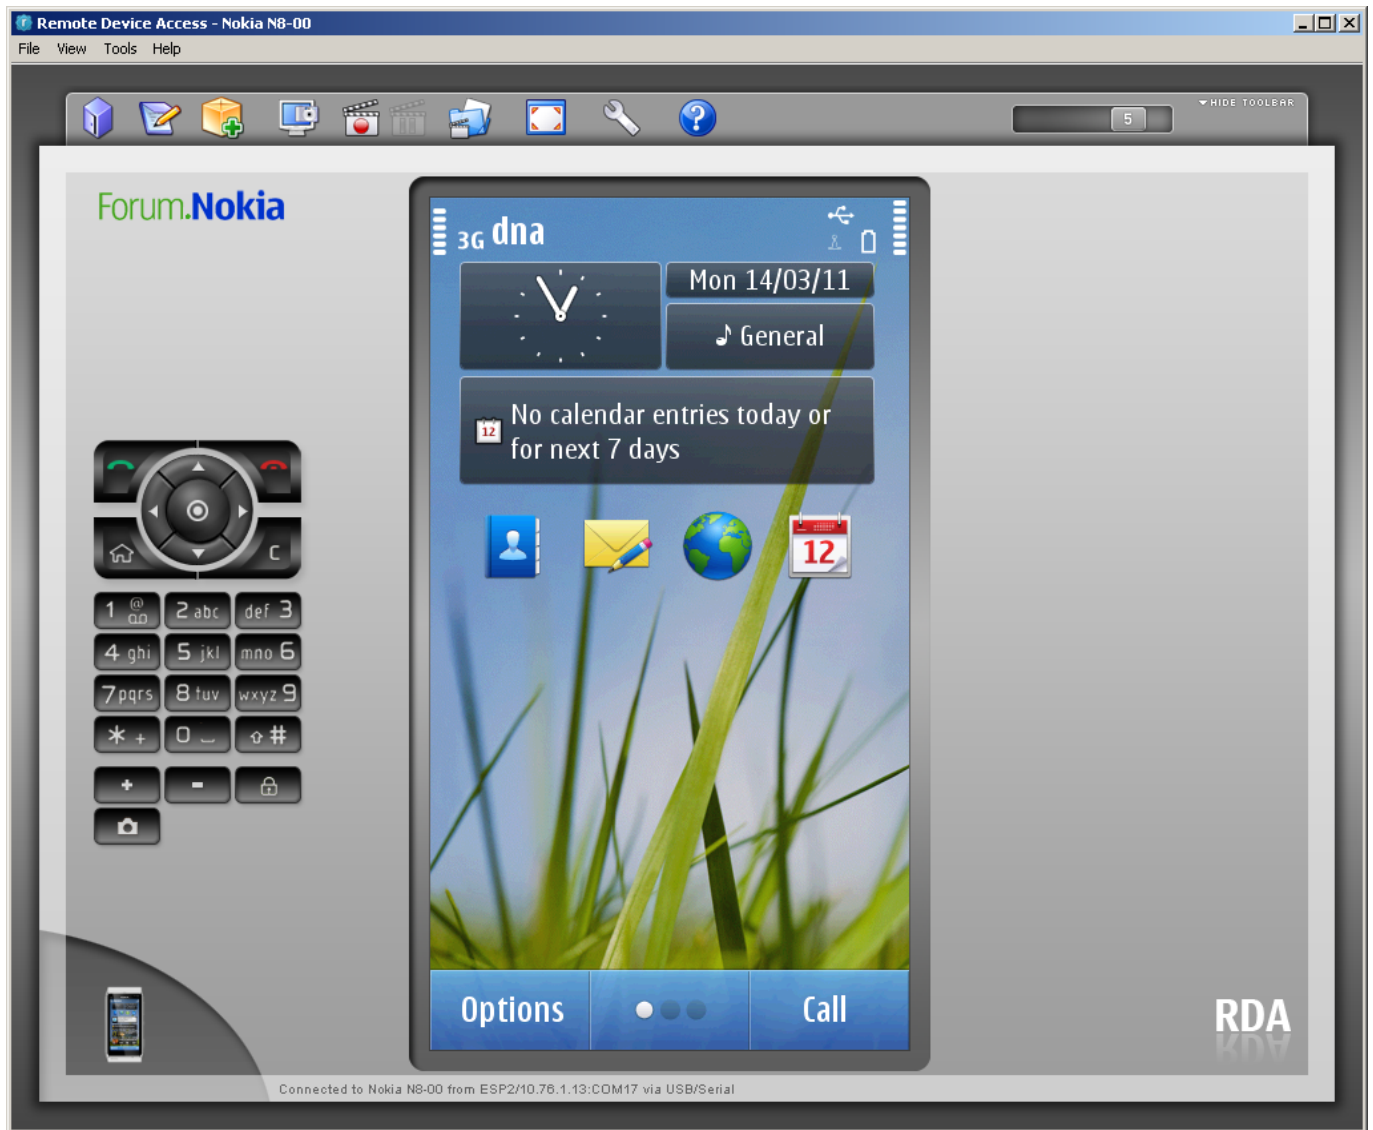 Remote Device Access - Nokia N8-00
File View Tools Help
5
HIDE TOOLBAR
Forum.Nokia
3G dna
Mon 14/03/11
General
12
No calendar entries today or
for next 7 days
12
C
1 @
2 abc
def 3
4 ghi
5 jkl
mno 6
7 pqrs
8 tuv
wxyz 9
* +
0
#
+
-
Options
Call
RDA
Connected to Nokia N8-00 from ESP2/10.76.1.13:COM17 via USB/Serial